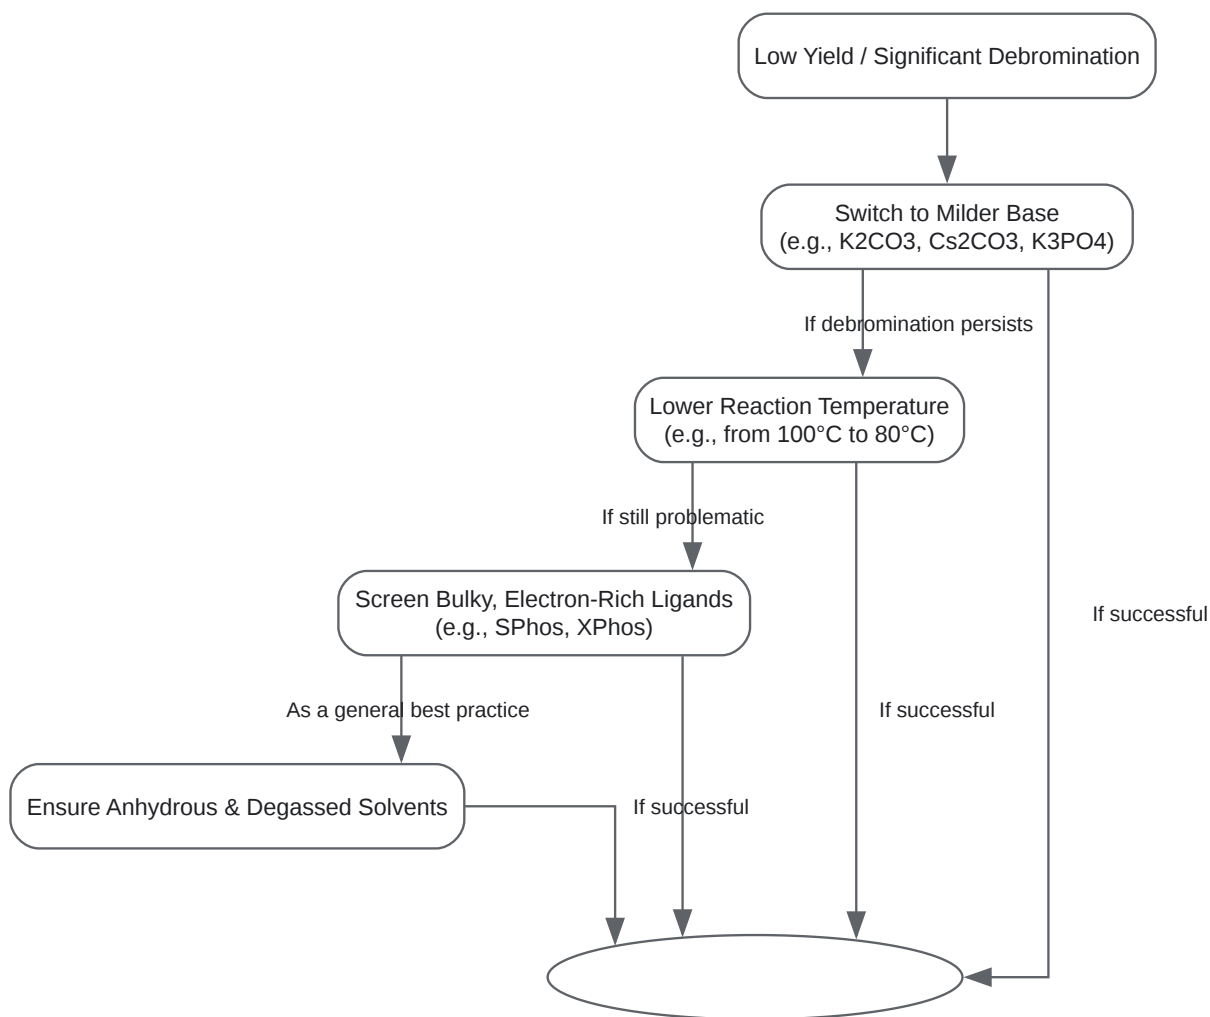 Low Yield / Significant Debromination
Switch to Milder Base
(e.g., K2CO3, Cs2CO3, K3PO4)
If debromination persists
Lower Reaction Temperature
(e.g., from 100°C to 80°C)
If still problematic
Screen Bulky, Electron-Rich Ligands
(e.g., SPhos, XPhos)
If successful
As a general best practice
If successful
Ensure Anhydrous & Degassed Solvents
If successful